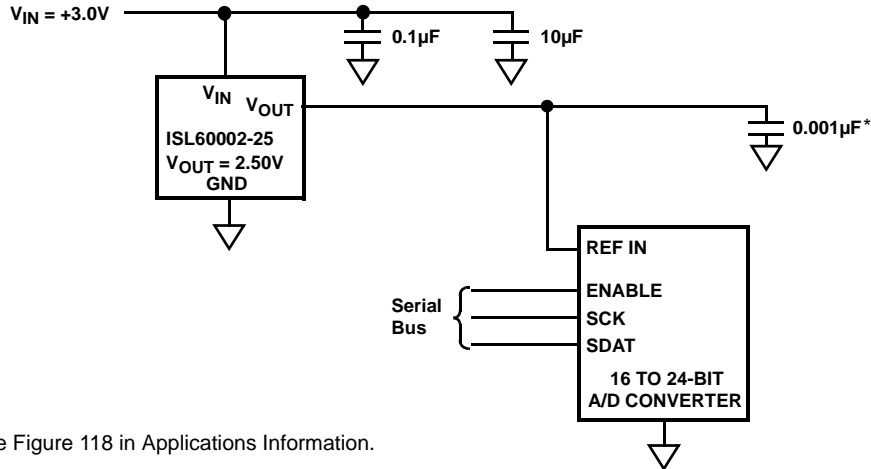 VIN = +3.0V
0.1µF
10µF
VIN
VOUT
ISL60002-25
VOUT = 2.50V
GND
0.001µF*
REF IN
Serial
Bus
ENABLE
SCK
SDAT
16 TO 24-BIT
A/D CONVERTER
Figure 118 in Applications Information.